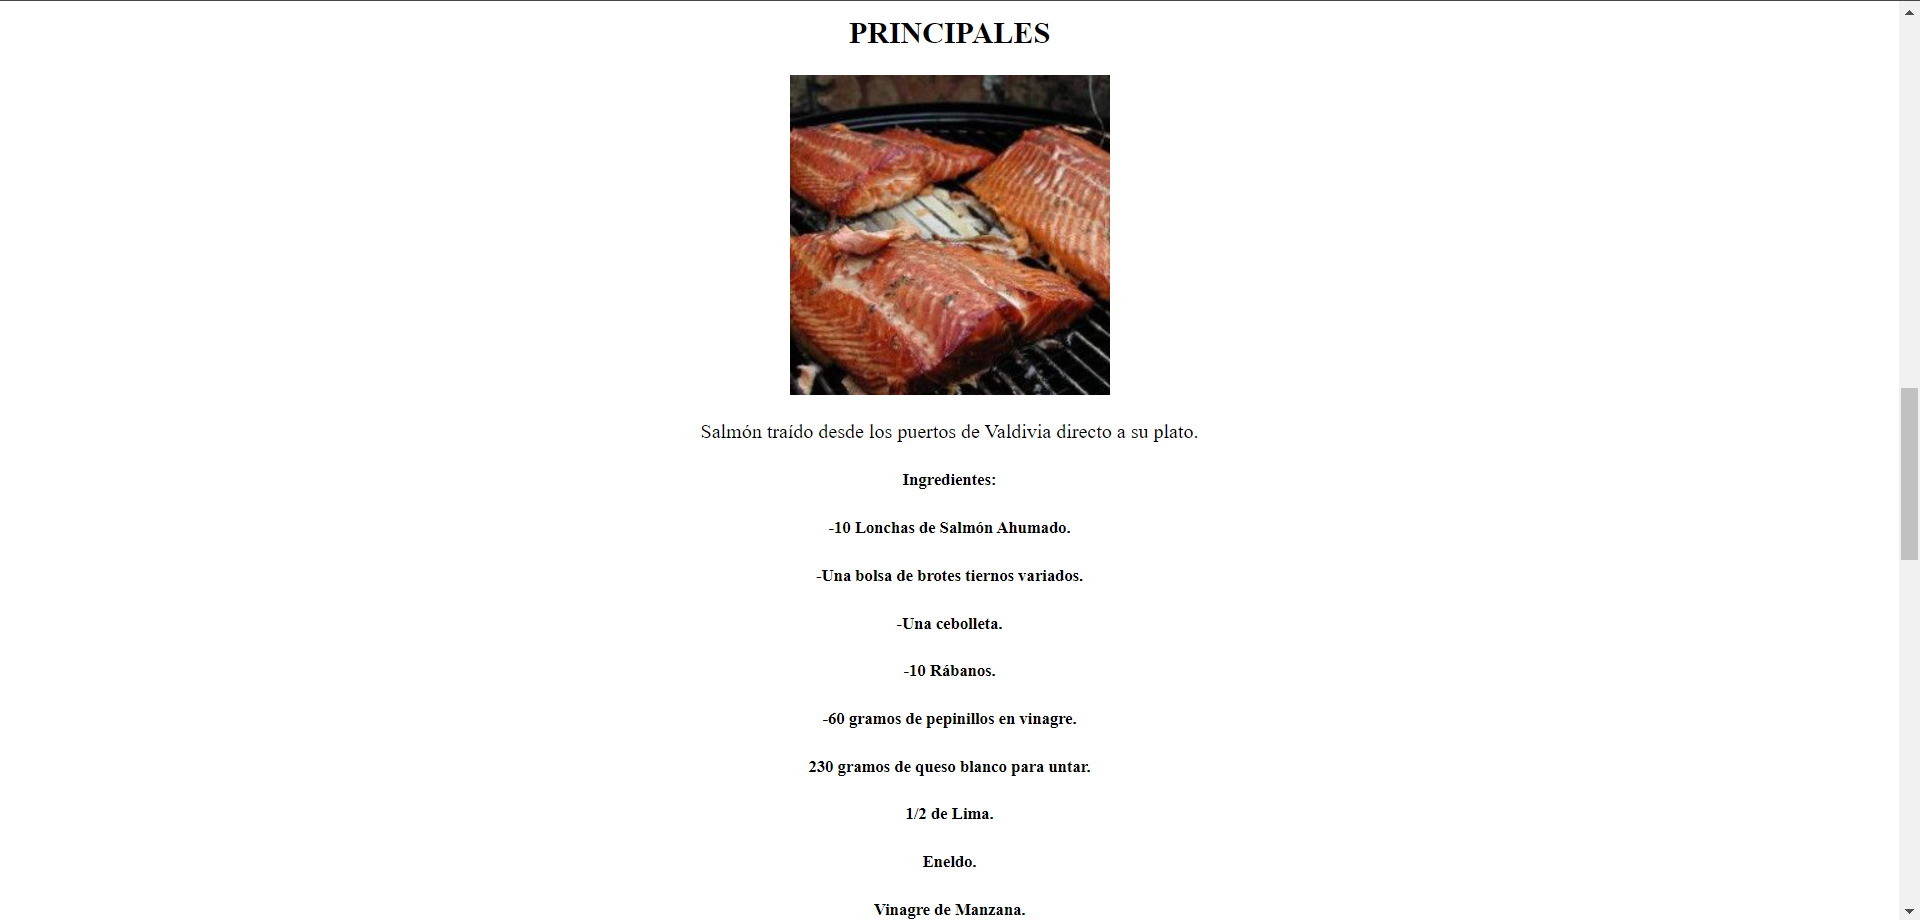 PRINCIPALES
Salmón traído desde los puertos de Valdivia directo a su plato.
Ingredientes:
-10 Lonchas de Salmón Ahumado.
-Una bolsa de brotes tiernos variados.
-Una cebolleta.
-10 Rábanos.
-60 gramos de pepinillos en vinagre.
230 gramos de queso blanco para untar.
1/2 de Lima.
Eneldo.
Vinagre de Manzana.